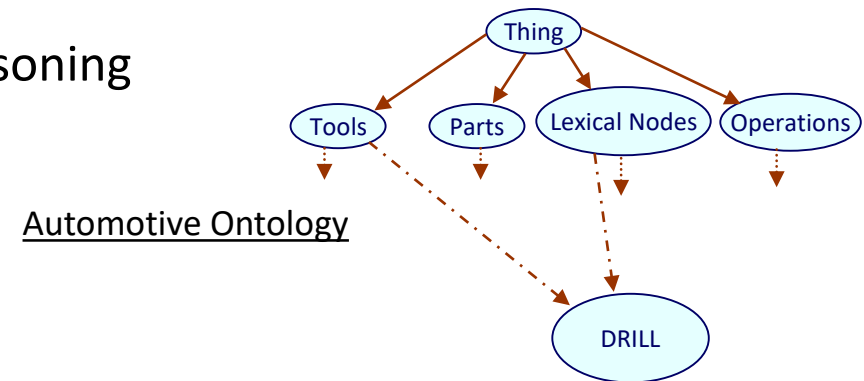 Thing
soning
Tools Parts Lexical Nodes Operations
Automotive Ontology
DRILL